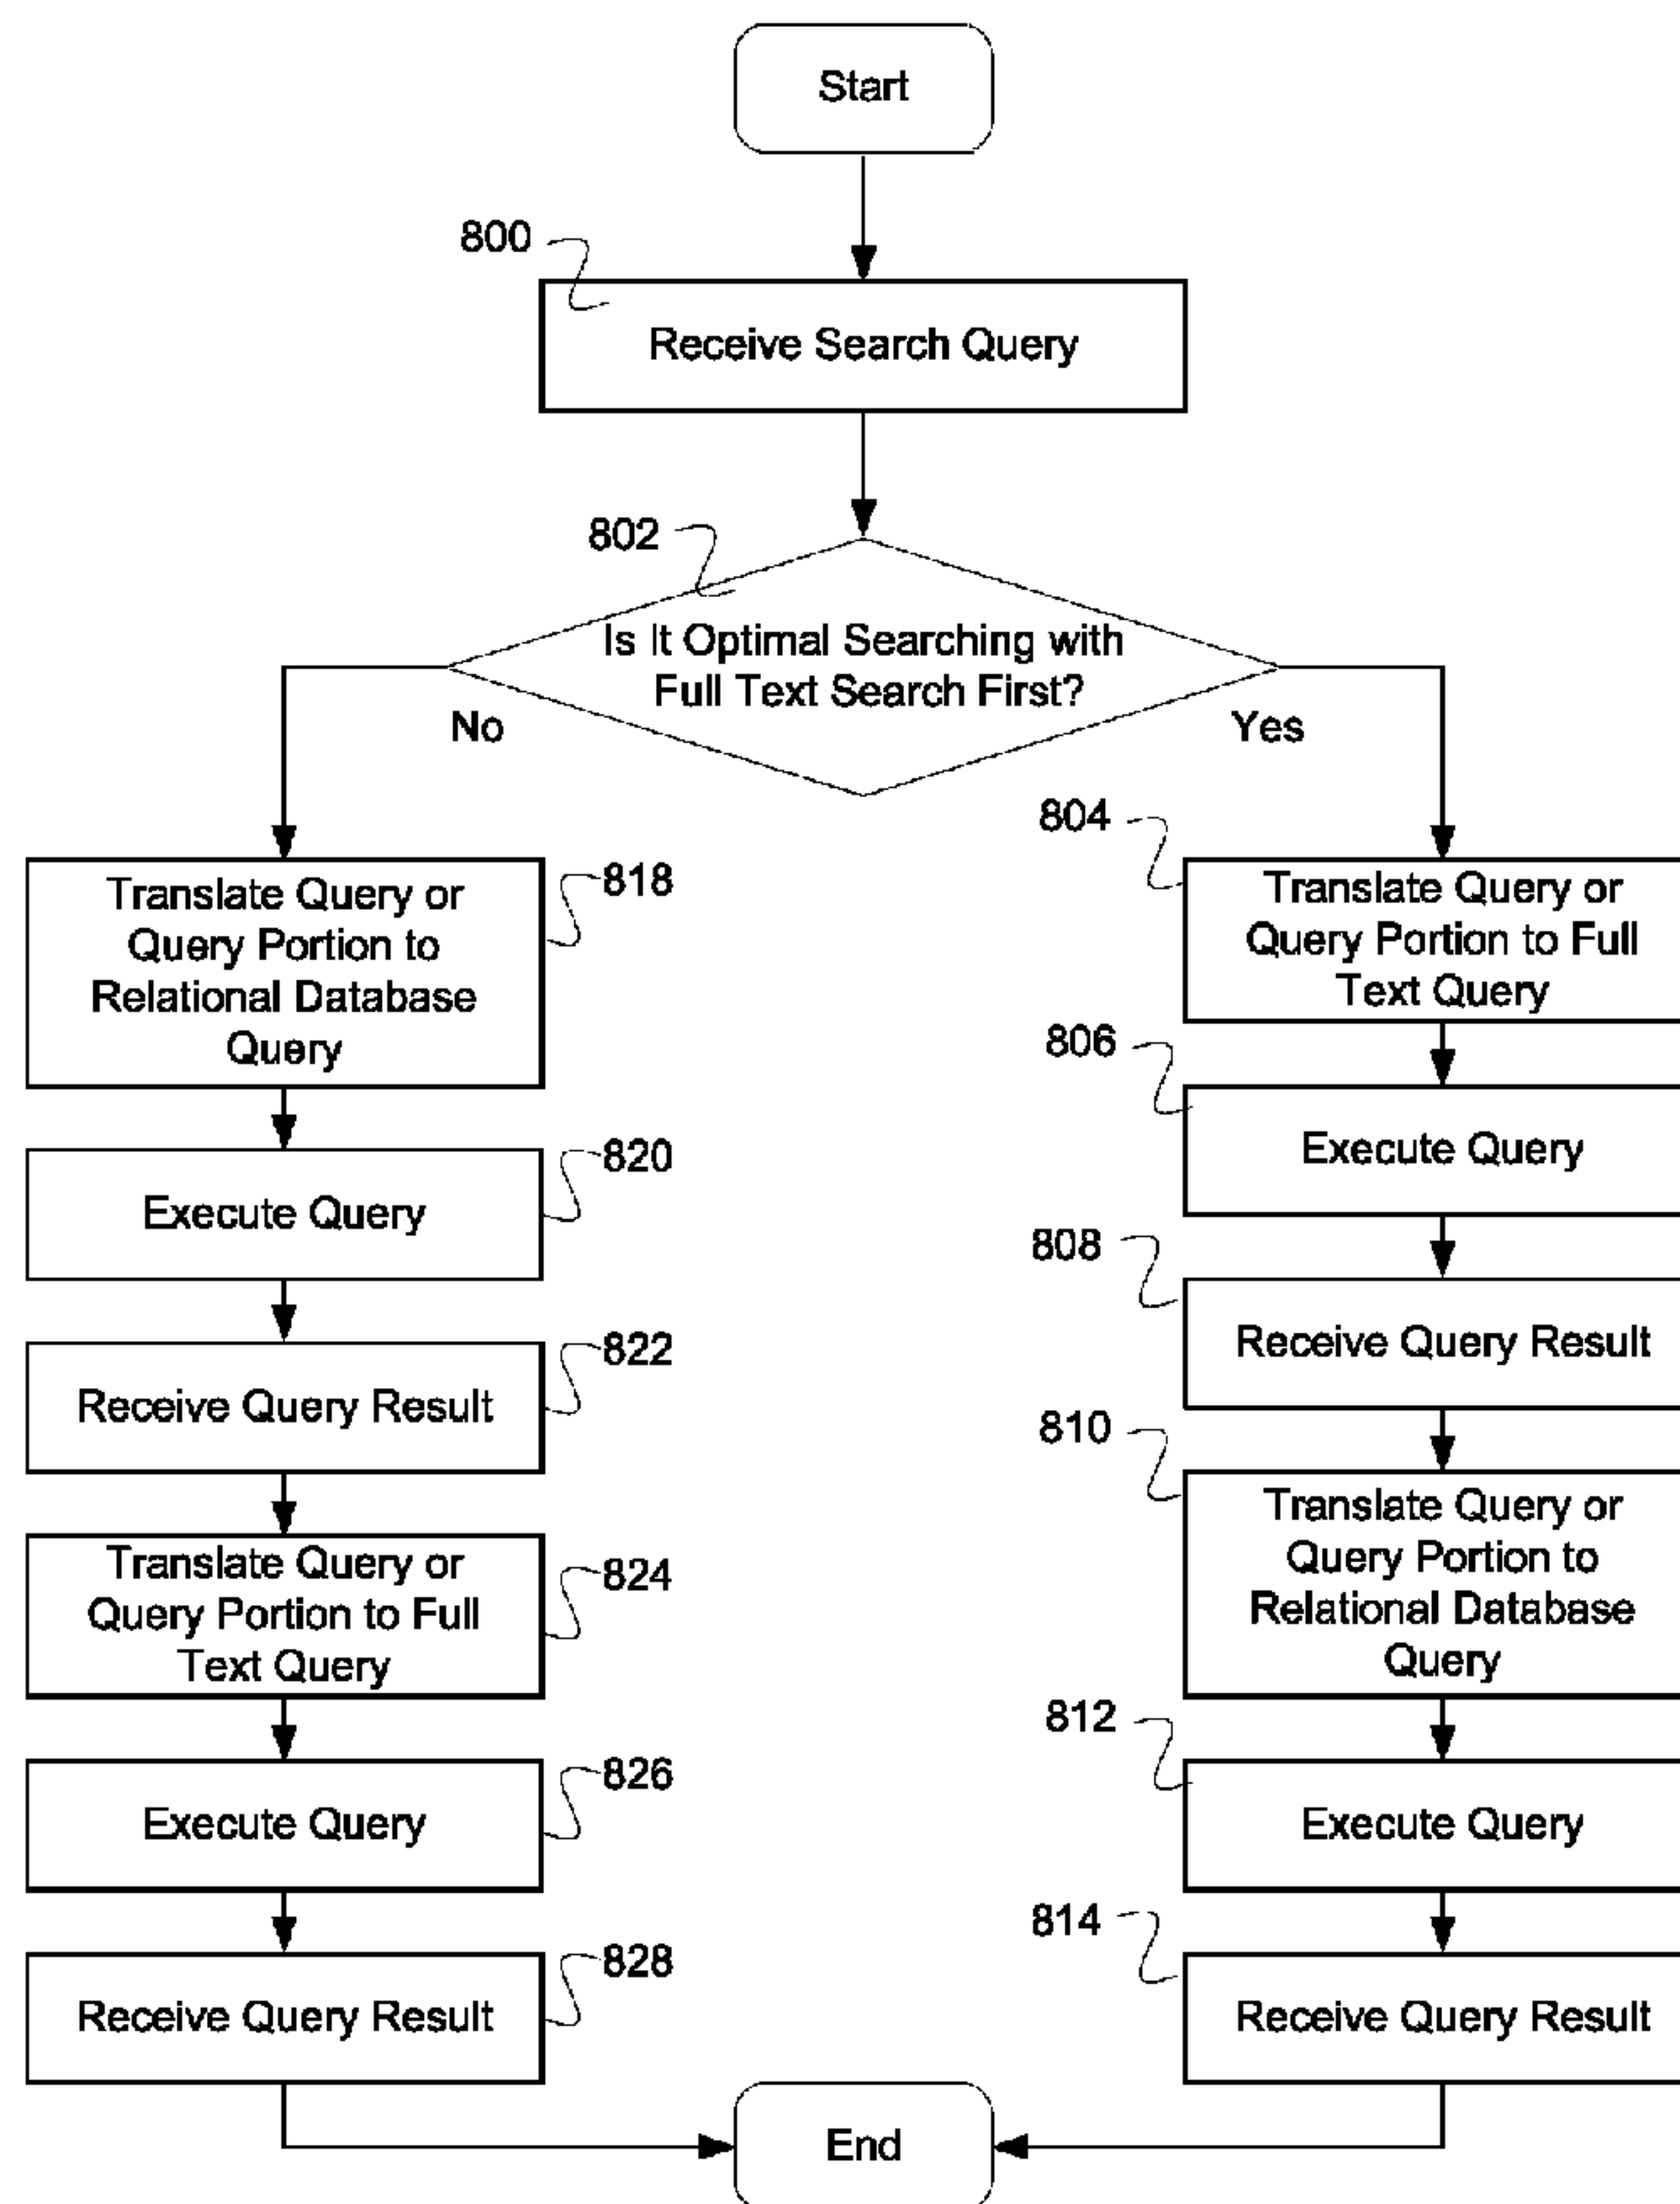 Start
800
Receive Search Query
802
Is It Optimal Searching with
Full Text Search First?
No
Yes
818
Translate Query or
Query Portion to
Relational Database
Query
820
Execute Query
822
Receive Query Result
824
Translate Query or
Query Portion to Full
Text Query
826
Execute Query
828
Receive Query Result
804
Translate Query or
Query Portion to Full
Text Query
806
Execute Query
808
Receive Query Result
810
Translate Query or
Query Portion to
Relational Database
Query
812
Execute Query
814
Receive Query Result
End